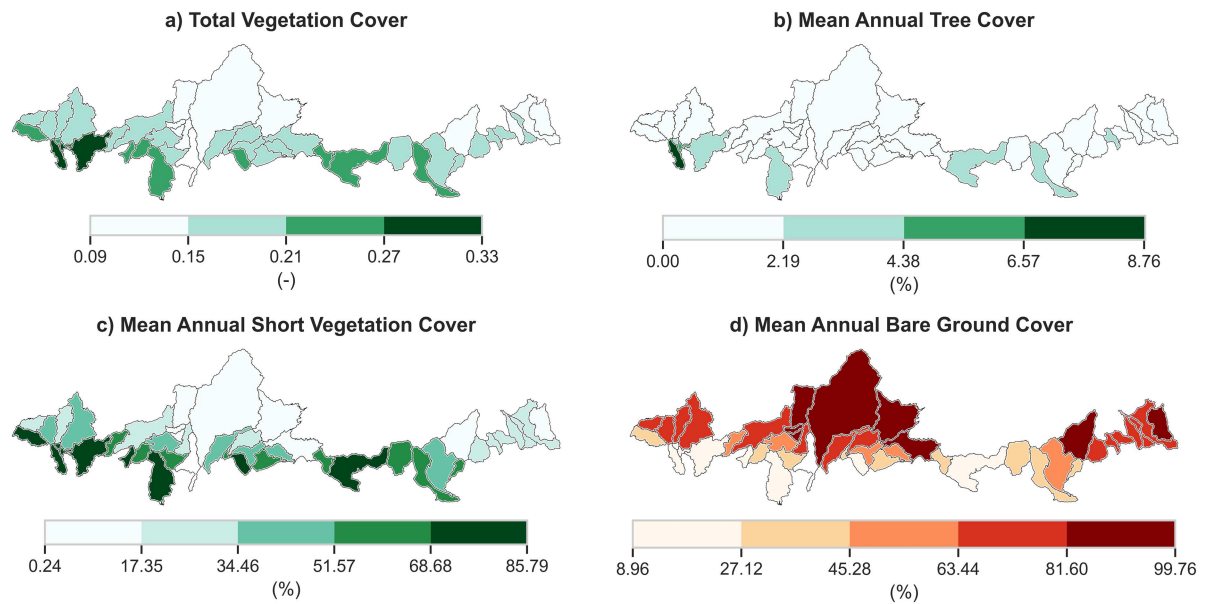 a) Total Vegetation Cover
0.09 0.15 0.21 0.27 0.33
(-)
b) Mean Annual Tree Cover
0.00 2.19 4.38 6.57 8.76
(%)
c) Mean Annual Short Vegetation Cover
0.24 17.35 34.46 51.57 68.68 85.79
(%)
d) Mean Annual Bare Ground Cover
8.96 27.12 45.28 63.44 81.60 99.76
(%)